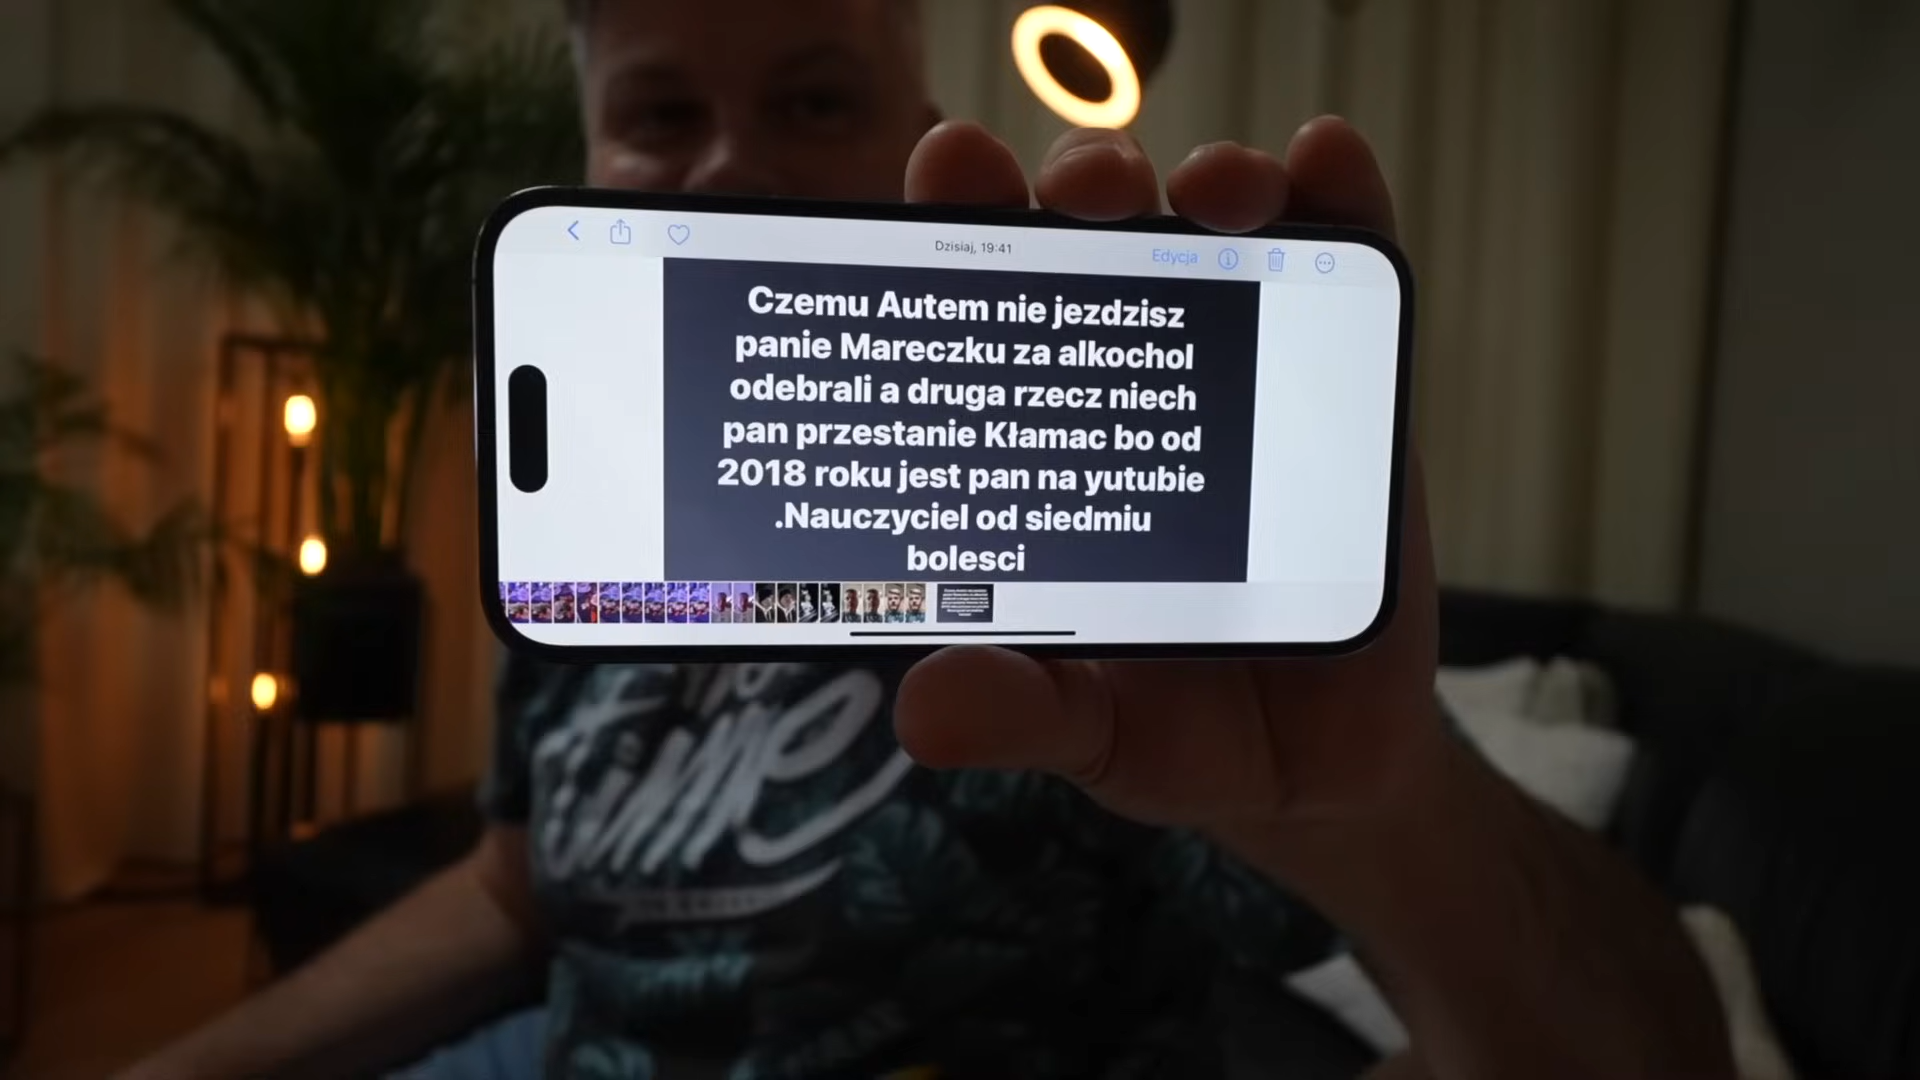 Dzisiaj, 19:41
Edycja
Czemu Autem nie jezdzisz
panie Mareczku za alkochol
odebrali a druga rzecz niech
pan przestanie Kłamac bo od
2018 roku jest pan na yutubie
.Nauczyciel od siedmiu
bolesci
Time